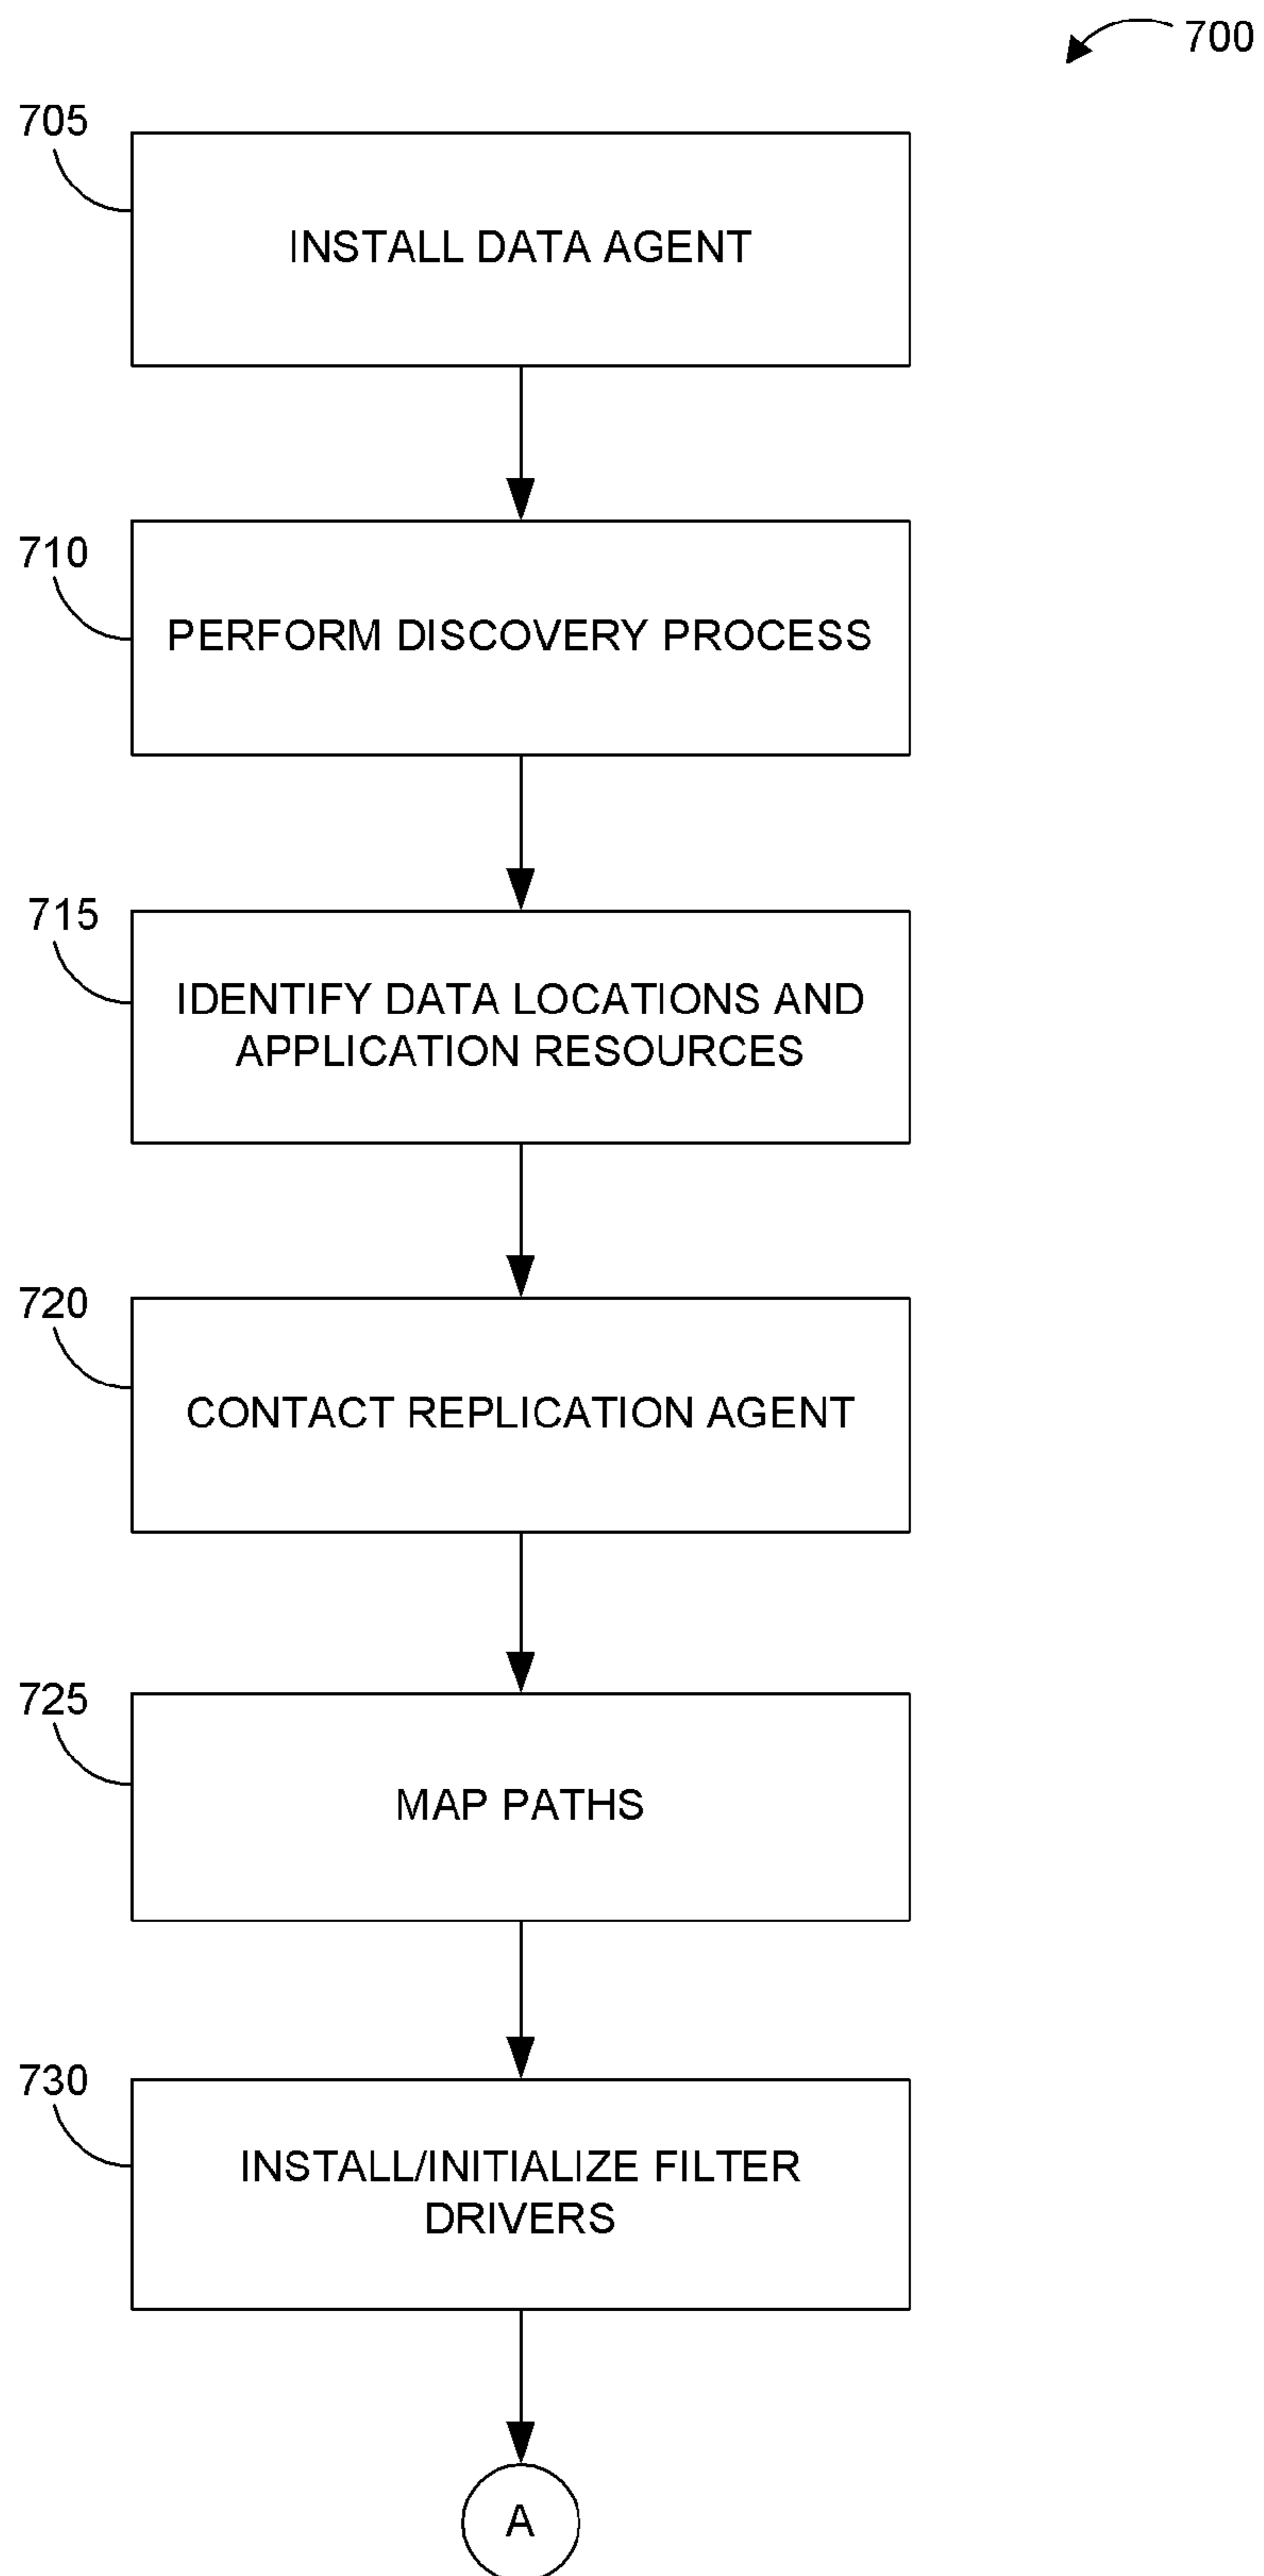 700
705
INSTALL DATA AGENT
710
PERFORM DISCOVERY PROCESS
715
IDENTIFY DATA LOCATIONS AND
APPLICATION RESOURCES
720
CONTACT REPLICATION AGENT
725
MAP PATHS
730
INSTALL/INITIALIZE FILTER
DRIVERS
A